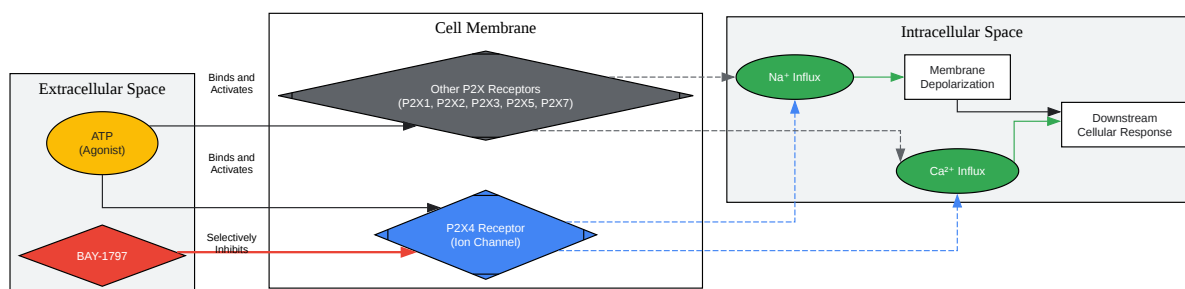 Extracellular Space
ATP
(Agonist)
BAY-1797
Binds and
Activates
Binds and
Activates
Selectively
Inhibits
Cell Membrane
Other P2X Receptors
(P2X1, P2X2, P2X3, P2X5, P2X7)
P2X4 Receptor
(Ion Channel)
Intracellular Space
Na⁺ Influx
Membrane
Depolarization
Ca²⁺ Influx
Downstream
Cellular Response